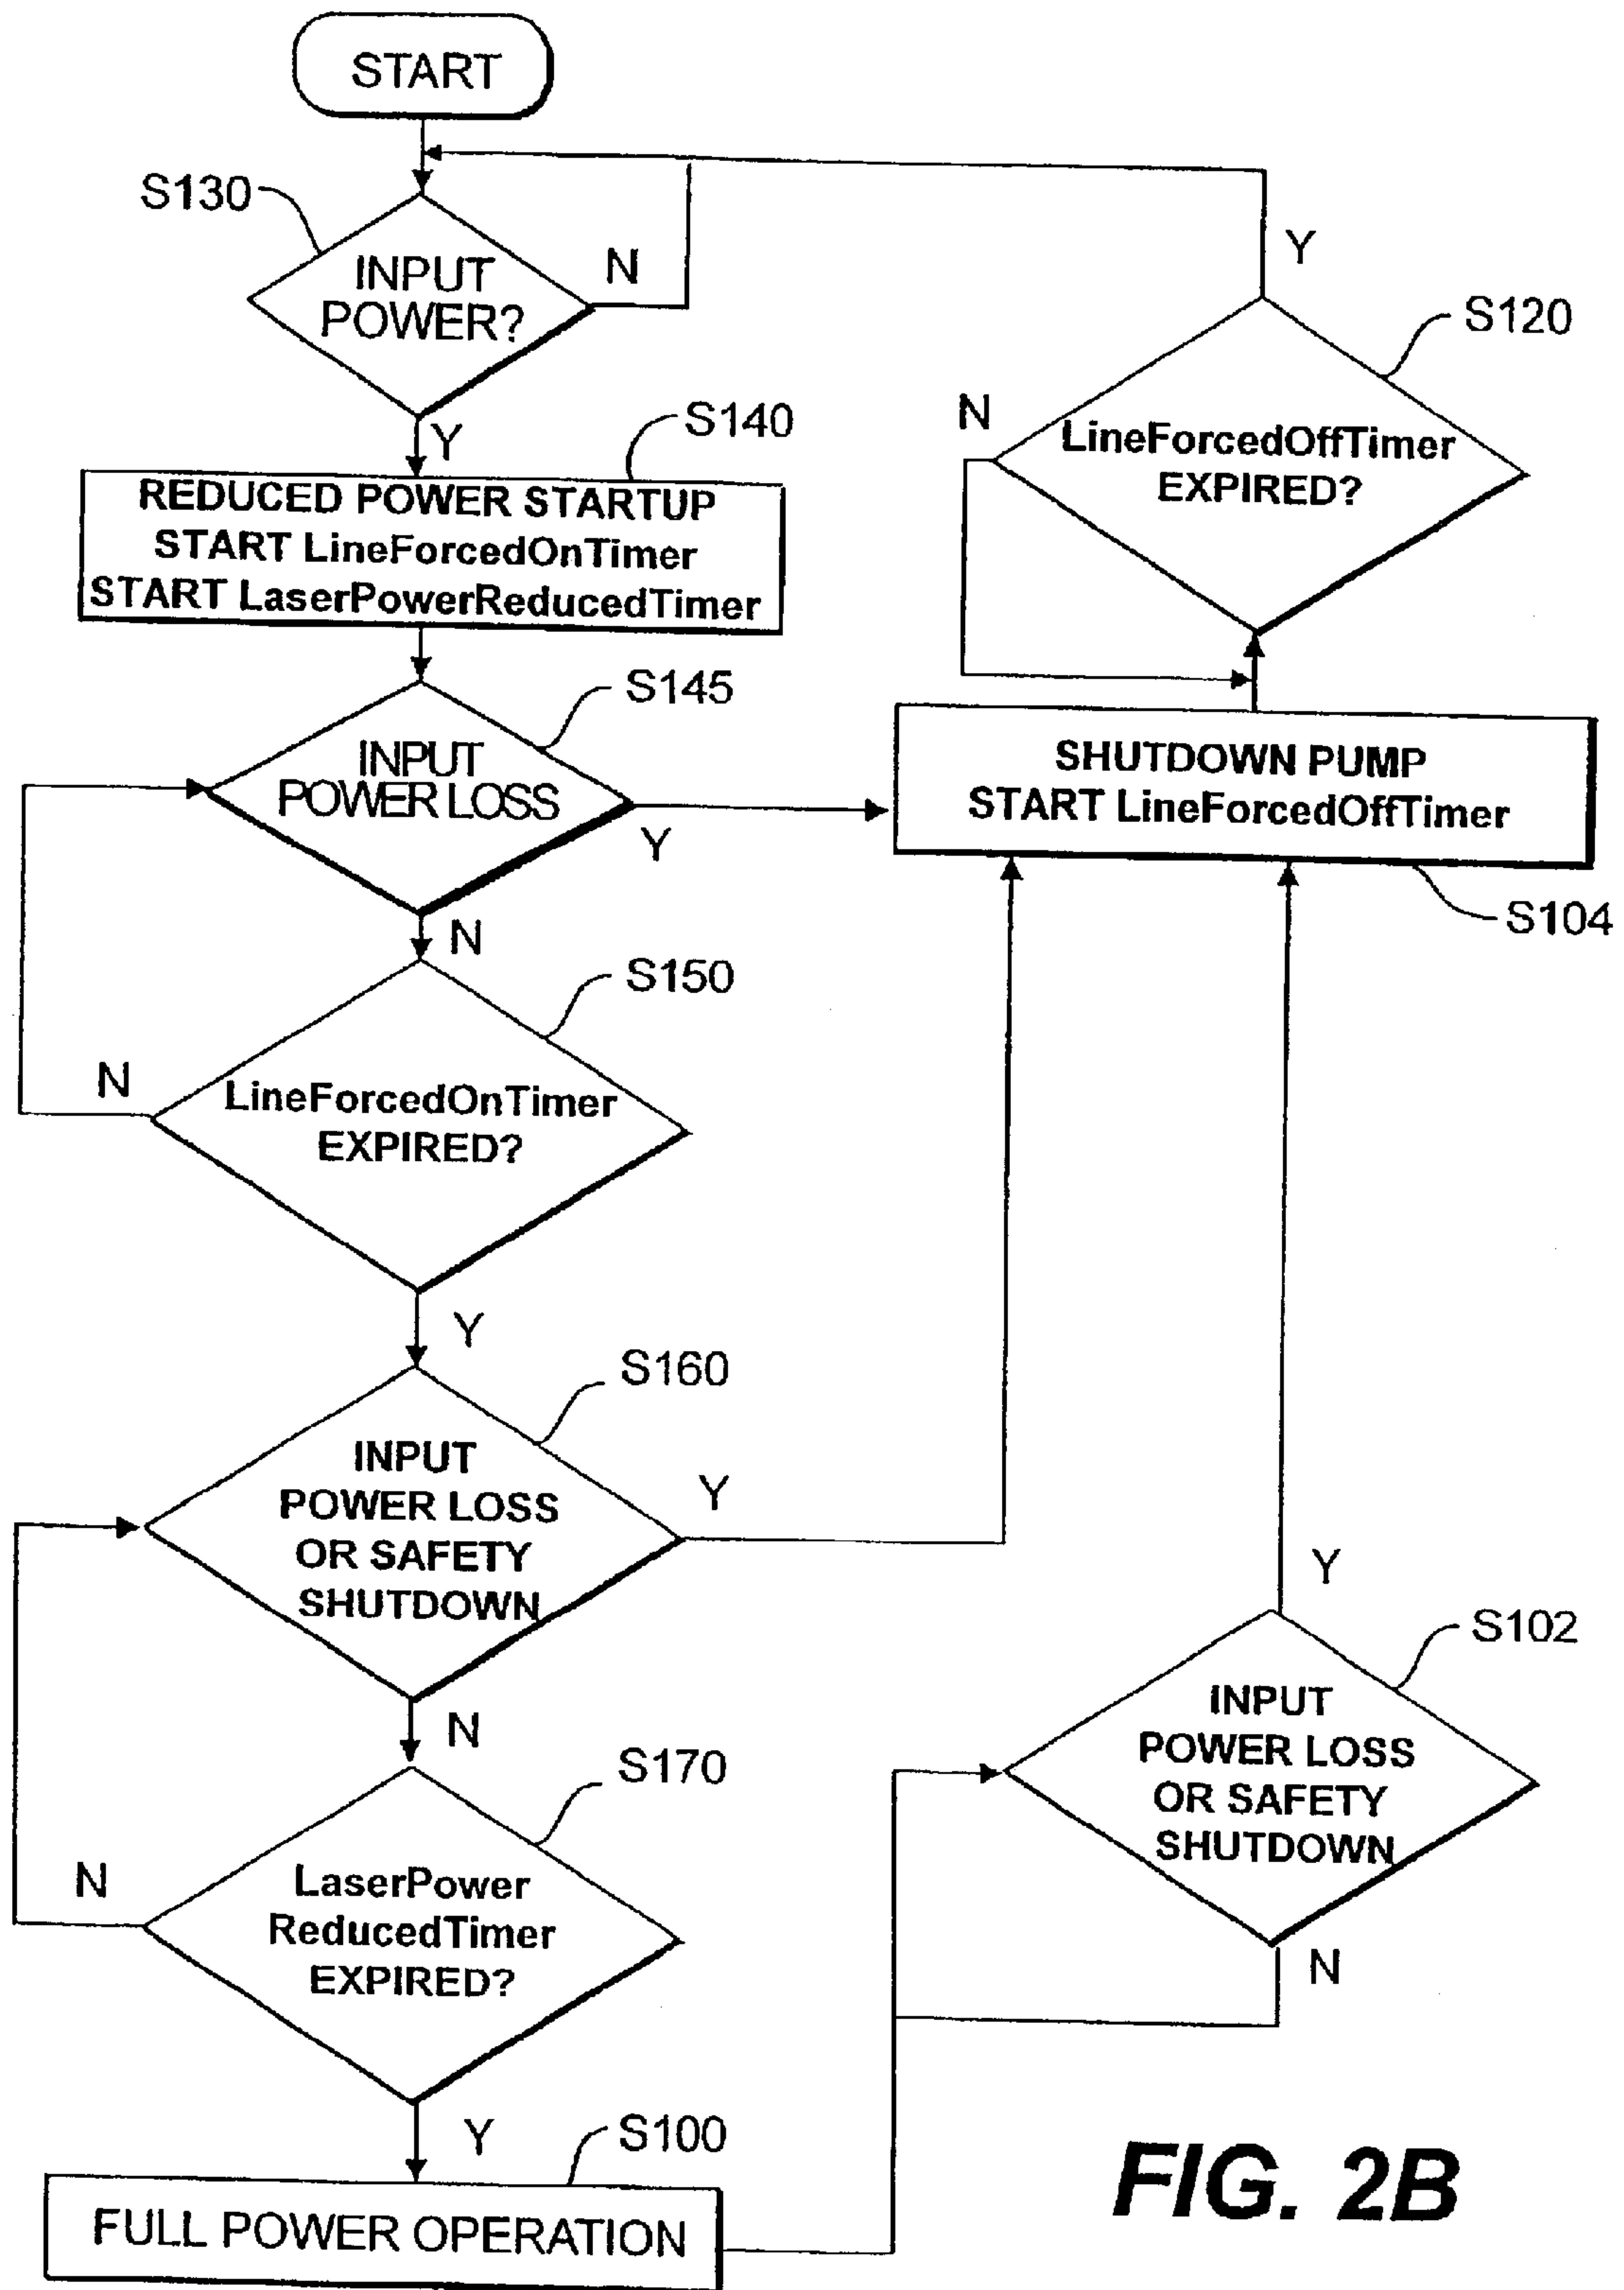 START
S130
INPUT
POWER?
N
Y
S140
REDUCED POWER STARTUP
START LineForcedOnTimer
START LaserPowerReducedTimer
S145
INPUT
POWER LOSS
Y
N
S150
LineForcedOnTimer
EXPIRED?
N
Y
S160
INPUT
POWER LOSS
OR SAFETY
SHUTDOWN
Y
N
S170
LaserPower
ReducedTimer
EXPIRED?
N
Y
S100
FULL POWER OPERATION
Y
S120
N
LineForcedOffTimer
EXPIRED?
SHUTDOWN PUMP
START LineForcedOffTimer
S104
Y
S102
INPUT
POWER LOSS
OR SAFETY
SHUTDOWN
N
FIG. 2B